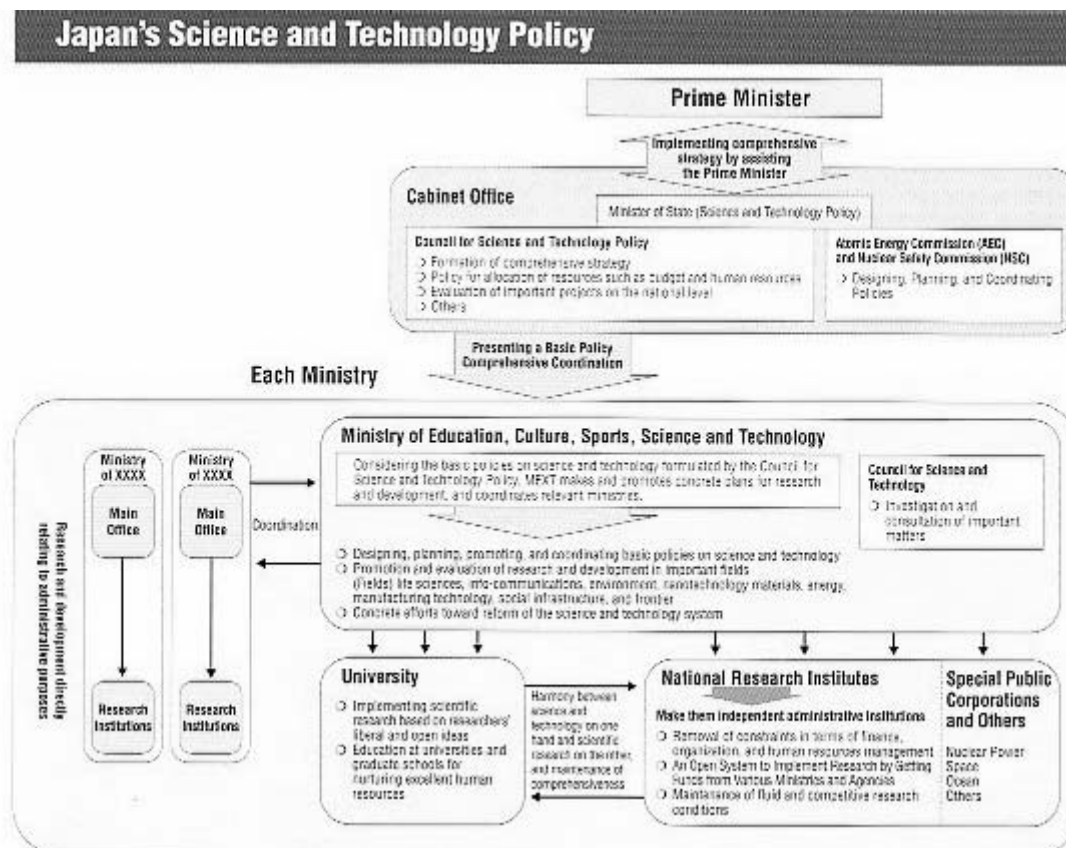 Japan's Science and Technology Policy
Prime Minister
Implementing comprehensive
strategy by assisting
the Prime Minister
Cabinet Office
Minister of State (Science and Technology Policy)
Council for Science and Technology Policy
Formation of comprehensive strategy
Policy for allocation of resources such as budget and human resources
Evaluation of important projects on the national level
Others
Atomic Energy Commission (AEC)
and Nuclear Safety Commission (NSC)
Designing, Planning, and Coordinating
Policies
Presenting a Basic Policy
Comprehensive Coordination
Each Ministry
Research and development directly
relating to administrative purposes
Ministry
of XXXX
Main
Office
Research
Institutions
Ministry
of XXXX
Main
Office
Research
Institutions
Coordination
Ministry of Education, Culture, Sports, Science and Technology
Considering the basic policies on science and technology formulated by the Council for
Science and Technology Policy, MEXT makes and promotes concrete plans for research
and development, and coordinates relevant ministries.
Council for Science and
Technology
Investigation and
consultation of important
matters
Designing, planning, promoting, and coordinating basic policies on science and technology
Promotion and evaluation of research and development in important fields
(Fields) life sciences, info-communications, environment, nanotechnology materials, energy,
manufacturing technology, social infrastructure, and frontier
Concrete efforts toward reform of the science and technology system
University
Implementing scientific
research based on researchers'
liberal and open ideas
Education at universities and
graduate schools for
nurturing excellent human
resources
Harmony between
science and
technology on one
hand and scientific
research on the other,
and maintenance of
comprehensiveness
National Research Institutes
Make them independent administrative institutions
Removal of constraints in terms of finance,
organization, and human resources management
An Open System to Implement Research by Getting
Funds from Various Ministries and Agencies
Maintenance of fluid and competitive research
conditions
Special Public
Corporations
and Others
Nuclear Power
Space
Ocean
Others